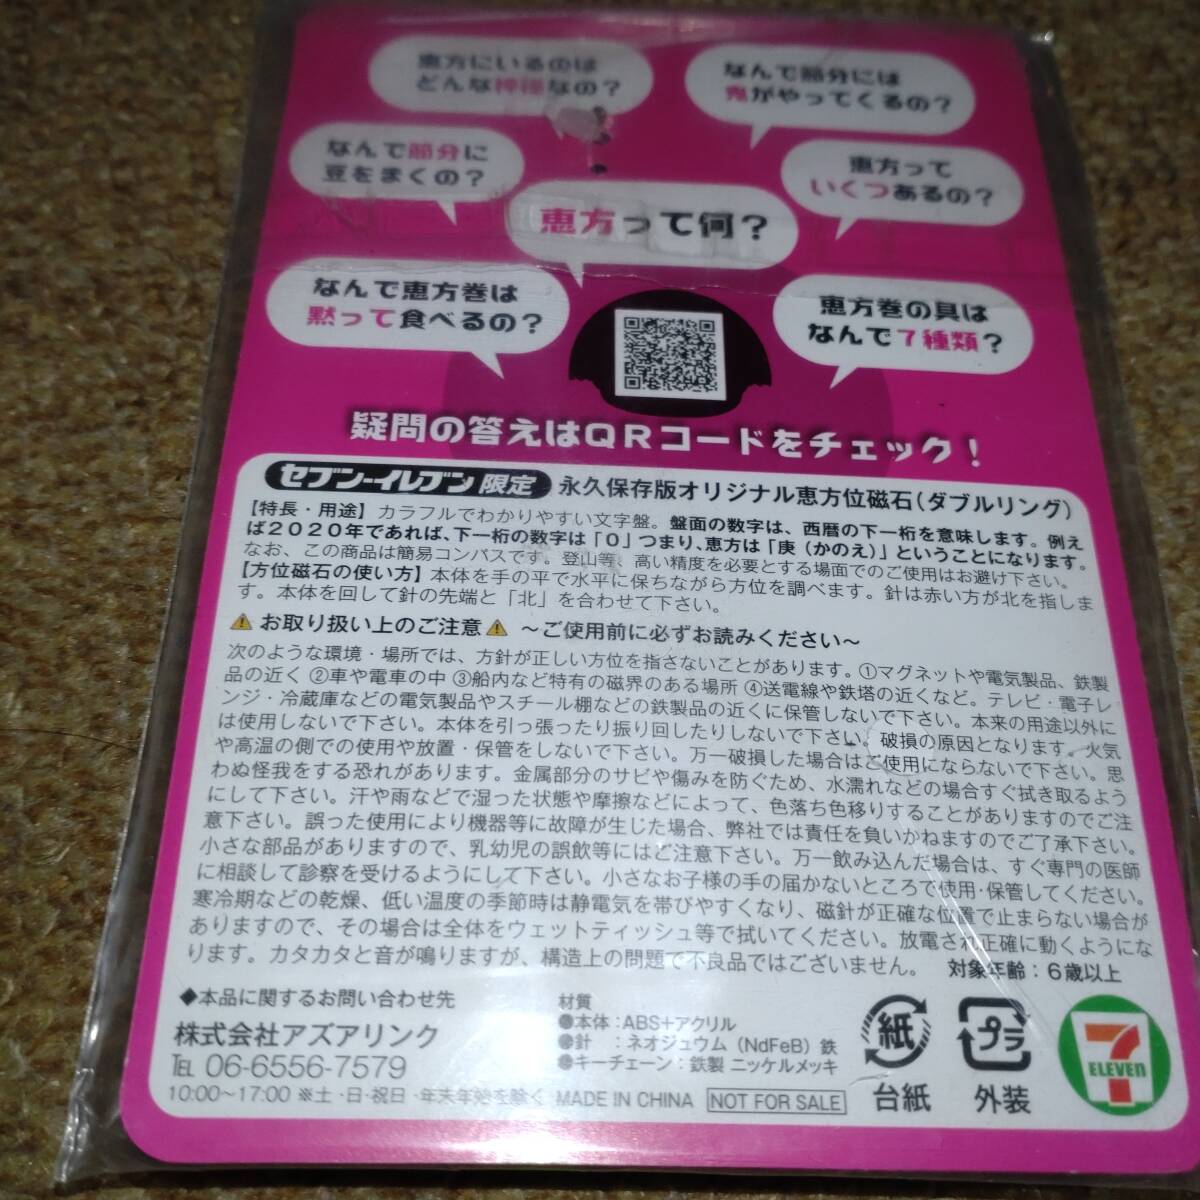 恵方にいるのは
どんな神様なの?
なんで節分には
鬼がやってくるの?
なんで節分に
豆をまくの?
恵方って
いくつあるの?
恵方って何?
なんで恵方巻は
黙って食べるの?
恵方巻の具は
なんで7種類?
疑問の答えはQRコードをチェック!
セブン-イレブン限定 永久保存版オリジナル恵方位磁石(ダブルリング)
【特長・用途】カラフルでわかりやすい文字盤。盤面の数字は、西暦の下一桁を意味します。例え
ば2020年であれば、下一桁の数字は「0」つまり、恵方は「庚(かのえ)」ということになります。
なお、この商品は簡易コンパスです。登山等、高い精度を必要とする場面でのご使用はお避け下さい。
【方位磁石の使い方】本体を手の平で水平に保ちながら方位を調べます。針は赤い方が北を指しま
す。本体を回して針の先端と「北」を合わせて下さい。
お取り扱い上のご注意 ～ご使用前に必ずお読みください～
次のような環境・場所では、方針が正しい方位を指さないことがあります。①マグネットや電気製品、鉄製
品の近く ②車や電車の中 ③船内など特有の磁界のある場所 ④送電線や鉄塔の近くなど。テレビ・電子レ
ンジ・冷蔵庫などの電気製品やスチール棚などの鉄製品の近くに保管しないで下さい。本来の用途以外に
は使用しないで下さい。本体を引っ張ったり振り回したりしないで下さい。破損の原因となります。火気
や高温の側での使用や放置・保管をしないで下さい。万一破損した場合はご使用にならないで下さい。思
わぬ怪我をする恐れがあります。金属部分のサビや傷みを防ぐため、水濡れなどの場合すぐ拭き取るよう
にして下さい。汗や雨などで湿った状態や摩擦などによって、色落ち色移りすることがありますのでご注
意下さい。誤った使用により機器等に故障が生じた場合、弊社では責任を負いかねますのでご了承下さい。
小さな部品がありますので、乳幼児の誤飲等にはご注意下さい。万一飲み込んだ場合は、すぐ専門の医師
に相談して診察を受けるようにして下さい。小さなお子様の手の届かないところで使用・保管してください。
寒冷期などの乾燥、低い温度の季節時は静電気を帯びやすくなり、磁針が正確な位置で止まらない場合が
ありますので、その場合は全体をウェットティッシュ等で拭いてください。放電され正確に動くようにな
ります。カタカタと音が鳴りますが、構造上の問題で不良品ではございません。 対象年齢:6歳以上
◆本品に関するお問い合わせ先
株式会社アズアリンク
TEL 06-6556-7579
10:00～17:00 ※土・日・祝日・年末年始を除く
材質
●本体:ABS+アクリル
●針 :ネオジュウム(NdFeB) 鉄
●キーチェーン:鉄製 ニッケルメッキ
MADE IN CHINA NOT FOR SALE
紙
台紙
プラ
外装
7
ELEVEn